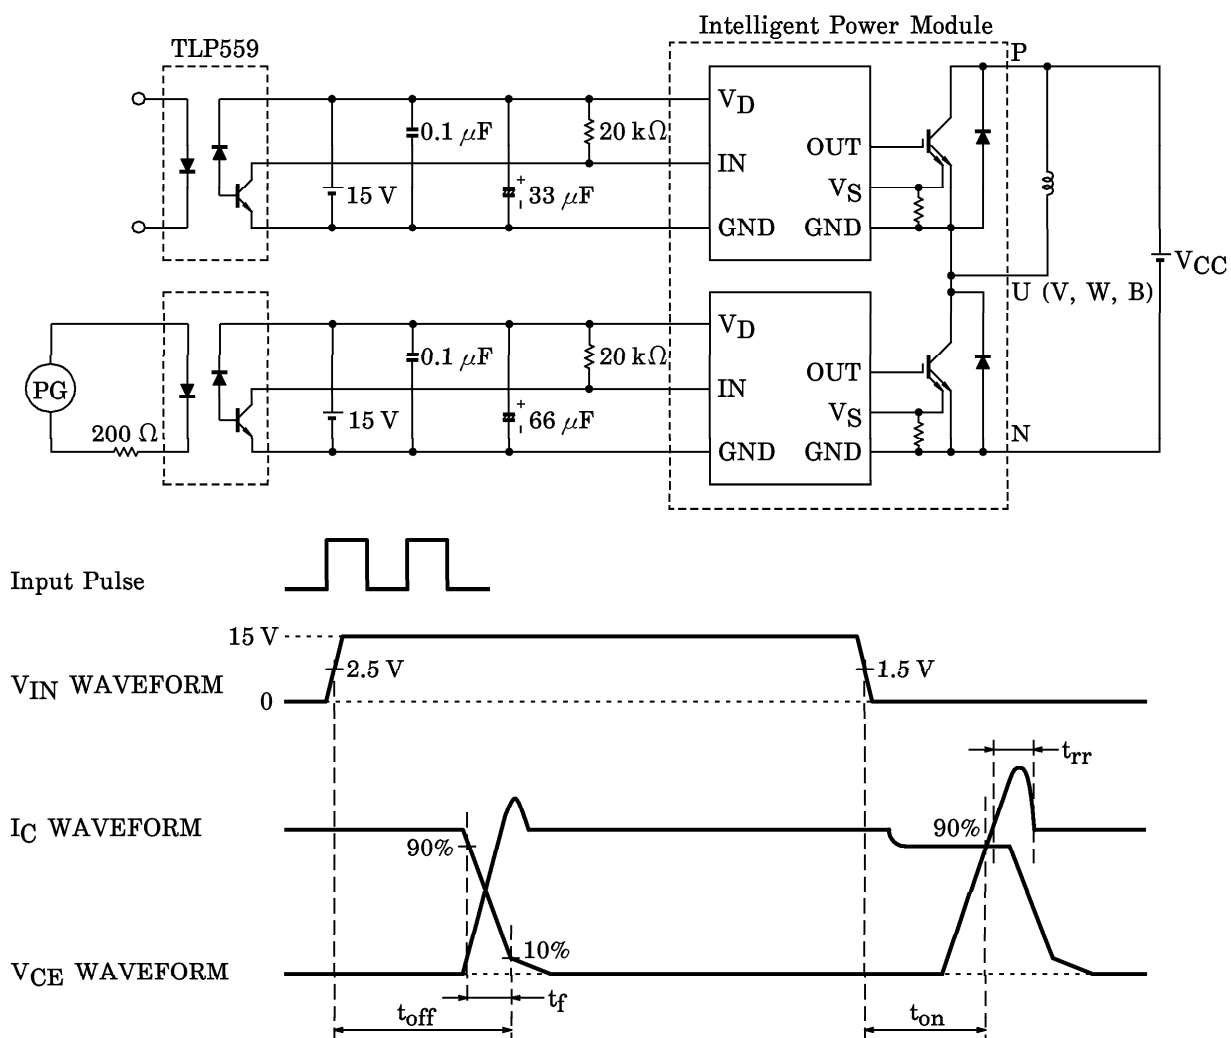 Intelligent Power Module
TLP559
P
VD
0.1 μF
20 kΩ
OUT
IN
15 V
+
-
33 μF
VS
GND
GND
VCC
U (V, W, B)
VD
0.1 μF
20 kΩ
OUT
PG
IN
15 V
+
-
66 μF
VS
200 Ω
N
GND
GND
Input Pulse
15 V
2.5 V
1.5 V
VIN WAVEFORM
0
trr
IC WAVEFORM
90%
90%
10%
VCE WAVEFORM
tf
toff
ton